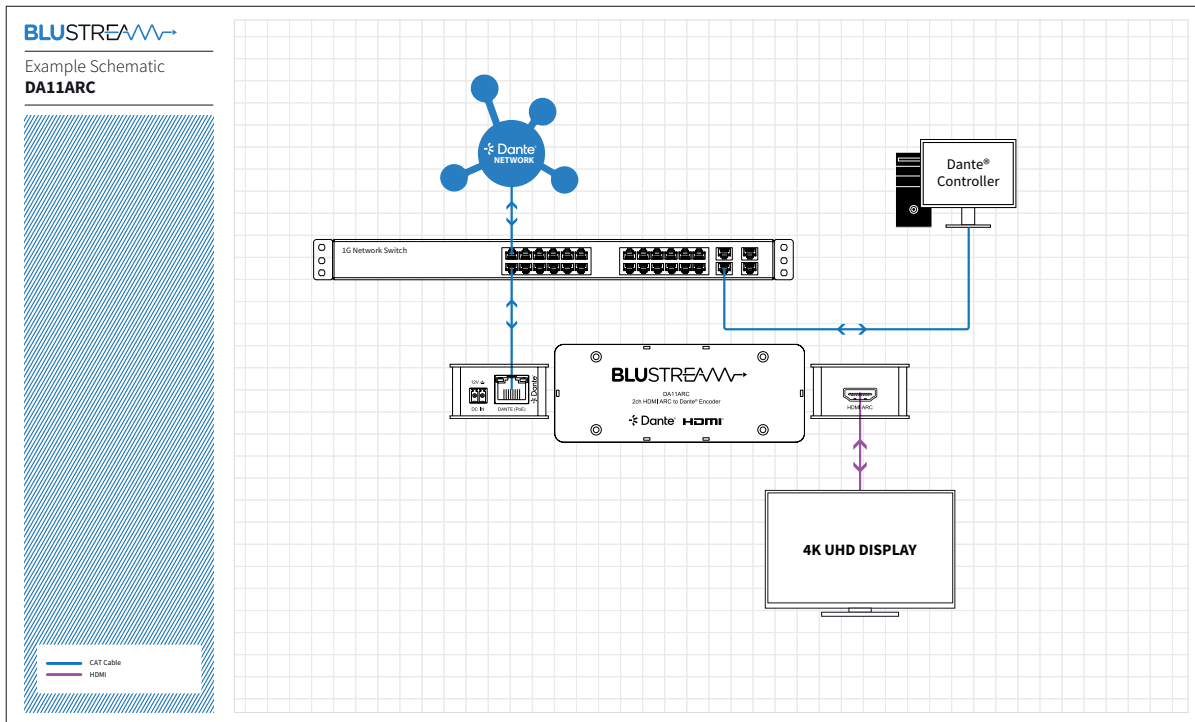 BLUSTREAM
Example Schematic
DA11ARC
Dante®
NETWORK
Dante®
Controller
1G Network Switch
12V
DC IN
DANTE (PoE)
Dante®
BLUSTREAM
DA11ARC
2ch HDMI ARC to Dante® Encoder
Dante® HDMI®
HDMI ARC
4K UHD DISPLAY
CAT Cable
HDMI